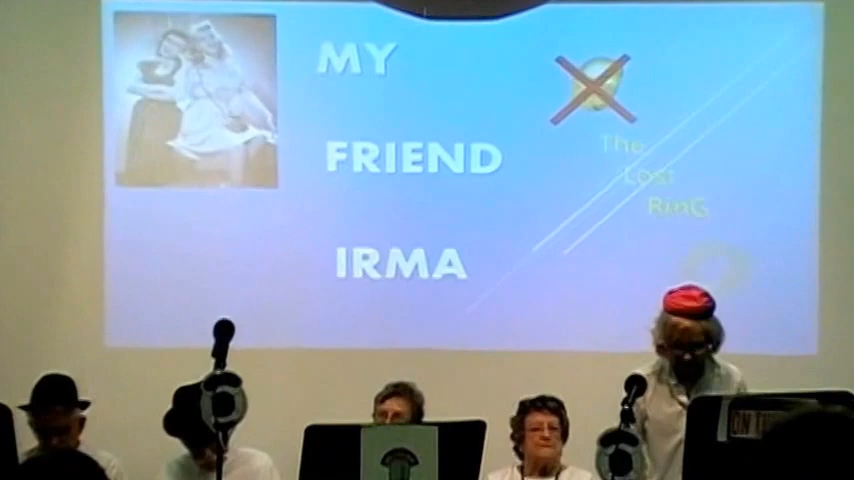 MY
FRIEND
IRMA
The
Lost
RinG
ON